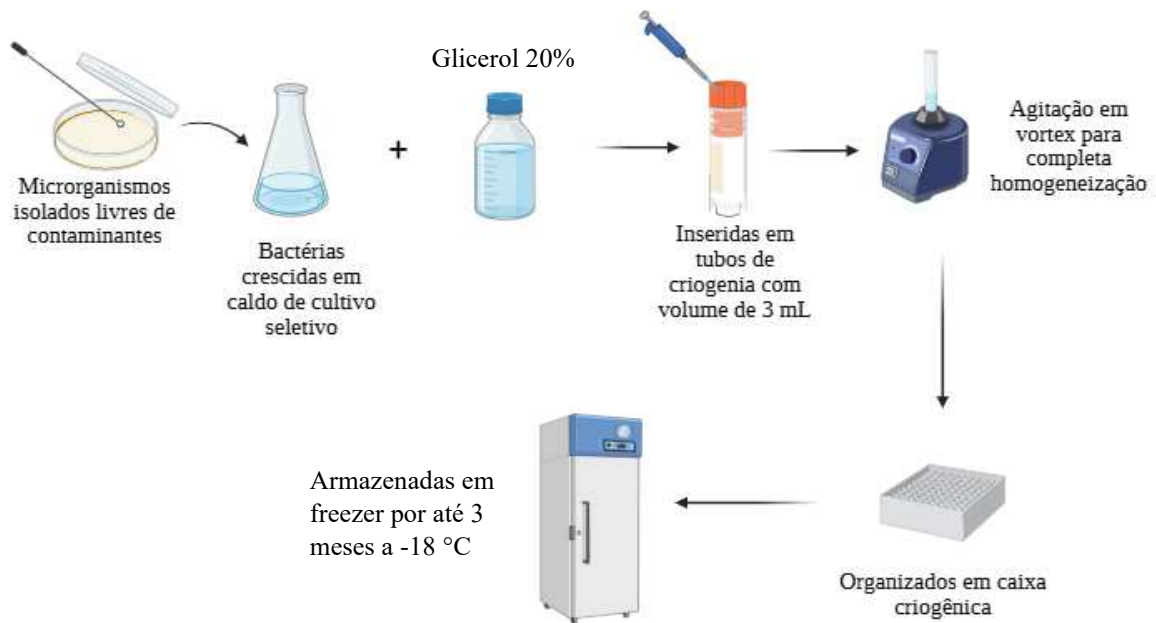 Microrganismos
isolados livres de
contaminantes
Bactérias
crescidas em
caldo de cultivo
seletivo
+
Glicerol 20%
Inseridas em
tubos de
criogenia com
volume de 3 mL
Agitação em
vortex para
completa
homogeneização
Organizados em caixa
criogênica
Armazenadas em
freezer por até 3
meses a -18 °C